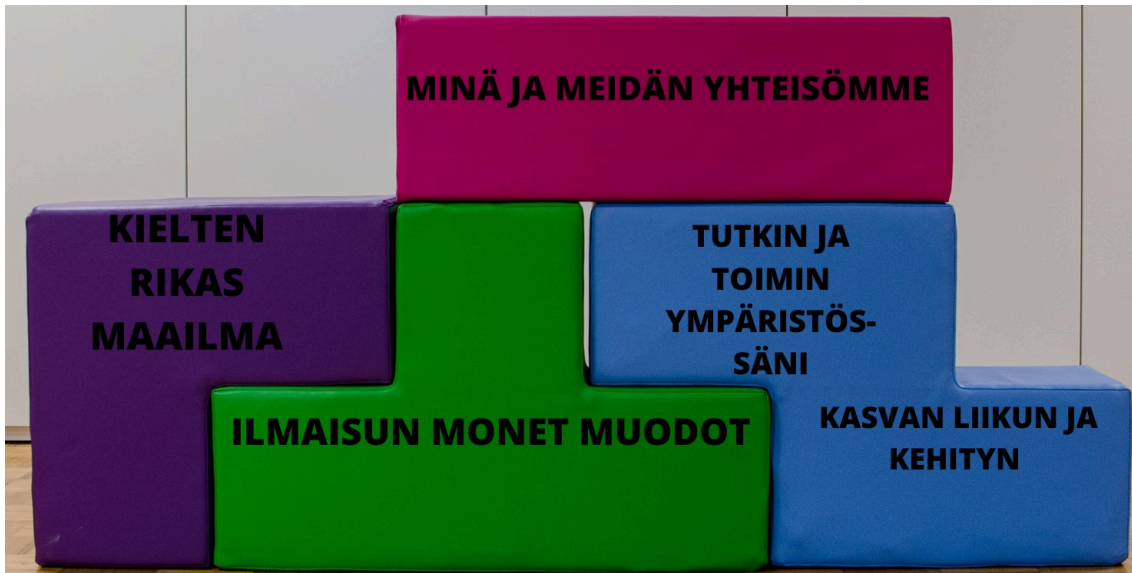 MINÄ JA MEIDÄN YHTEISÖMME
KIELTEN
RIKAS
MAAILMA
TUTKIN JA
TOIMIN
YMPÄRISTÖS-
SÄNI
ILMAISUN MONET MUODOT
KASVAN LIIKUN JA
KEHITYN